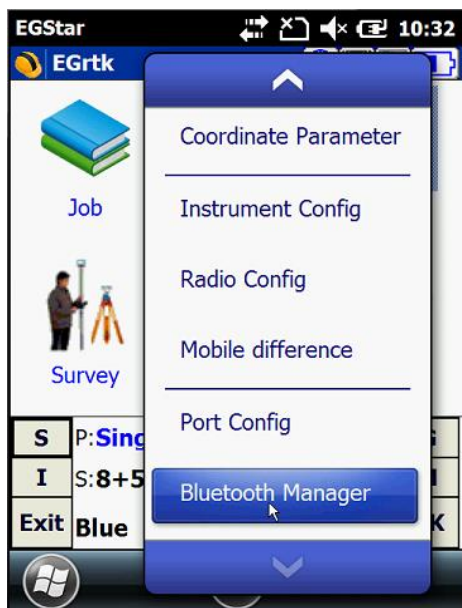 EGStar 10:32
EGrtk
Coordinate Parameter
Job
Instrument Config
Radio Config
Mobile difference
Survey
Port Config
S P:Sing
I S:8+5
Bluetooth Manager
Exit Blue K